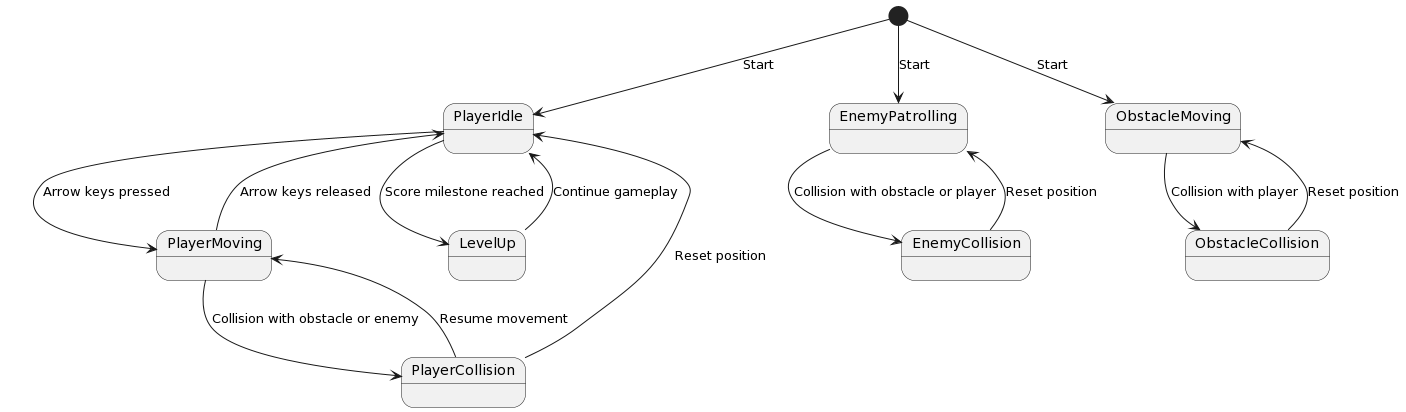 Start
Start
Start
PlayerIdle
EnemyPatrolling
ObstacleMoving
Arrow keys pressed
Arrow keys released
Score milestone reached
Continue gameplay
Collision with obstacle or player
Reset position
Collision with player
Reset position
PlayerMoving
LevelUp
EnemyCollision
ObstacleCollision
Reset position
Collision with obstacle or enemy
Resume movement
PlayerCollision